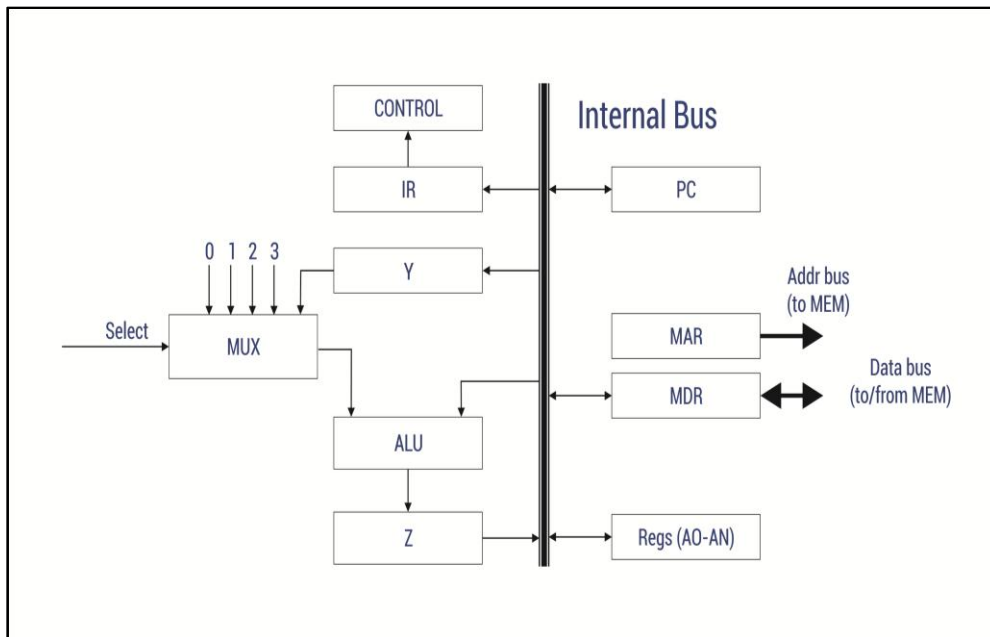 CONTROL
Internal Bus
IR
PC
0 1 2 3
Y
Addr bus
(to MEM)
Select
MUX
MAR
Data bus
(to/from MEM)
MDR
ALU
Z
Regs (AO-AN)